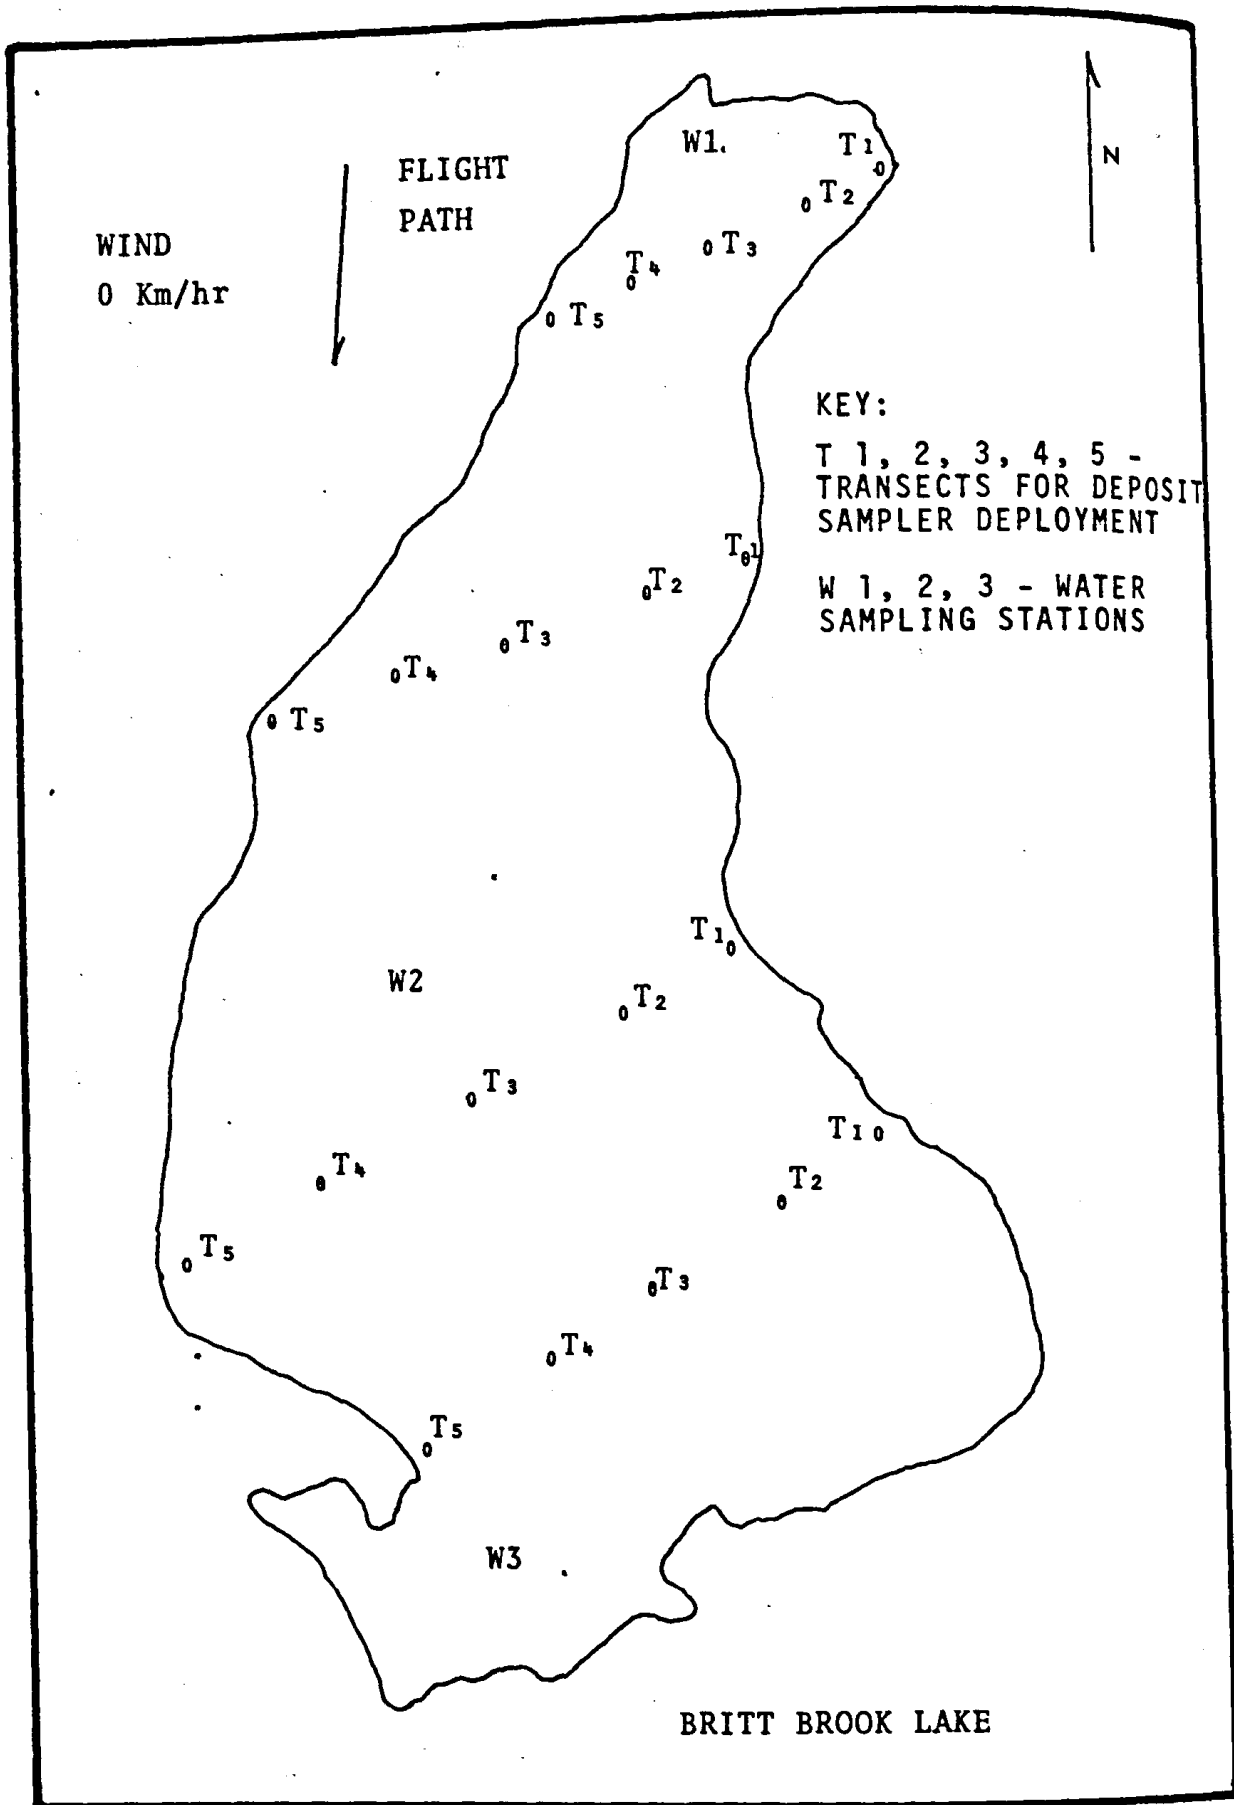 W1.
T1
N
FLIGHT
PATH
T2
WIND
0 Km/hr
T3
T4
T5
KEY:
T 1, 2, 3, 4, 5 -
TRANSECTS FOR DEPOSIT
SAMPLER DEPLOYMENT
W 1, 2, 3 - WATER
SAMPLING STATIONS
T1
T2
T3
T4
T5
T1
W2
T2
T3
T1
T4
T2
T5
T3
T4
T5
W3
BRITT BROOK LAKE